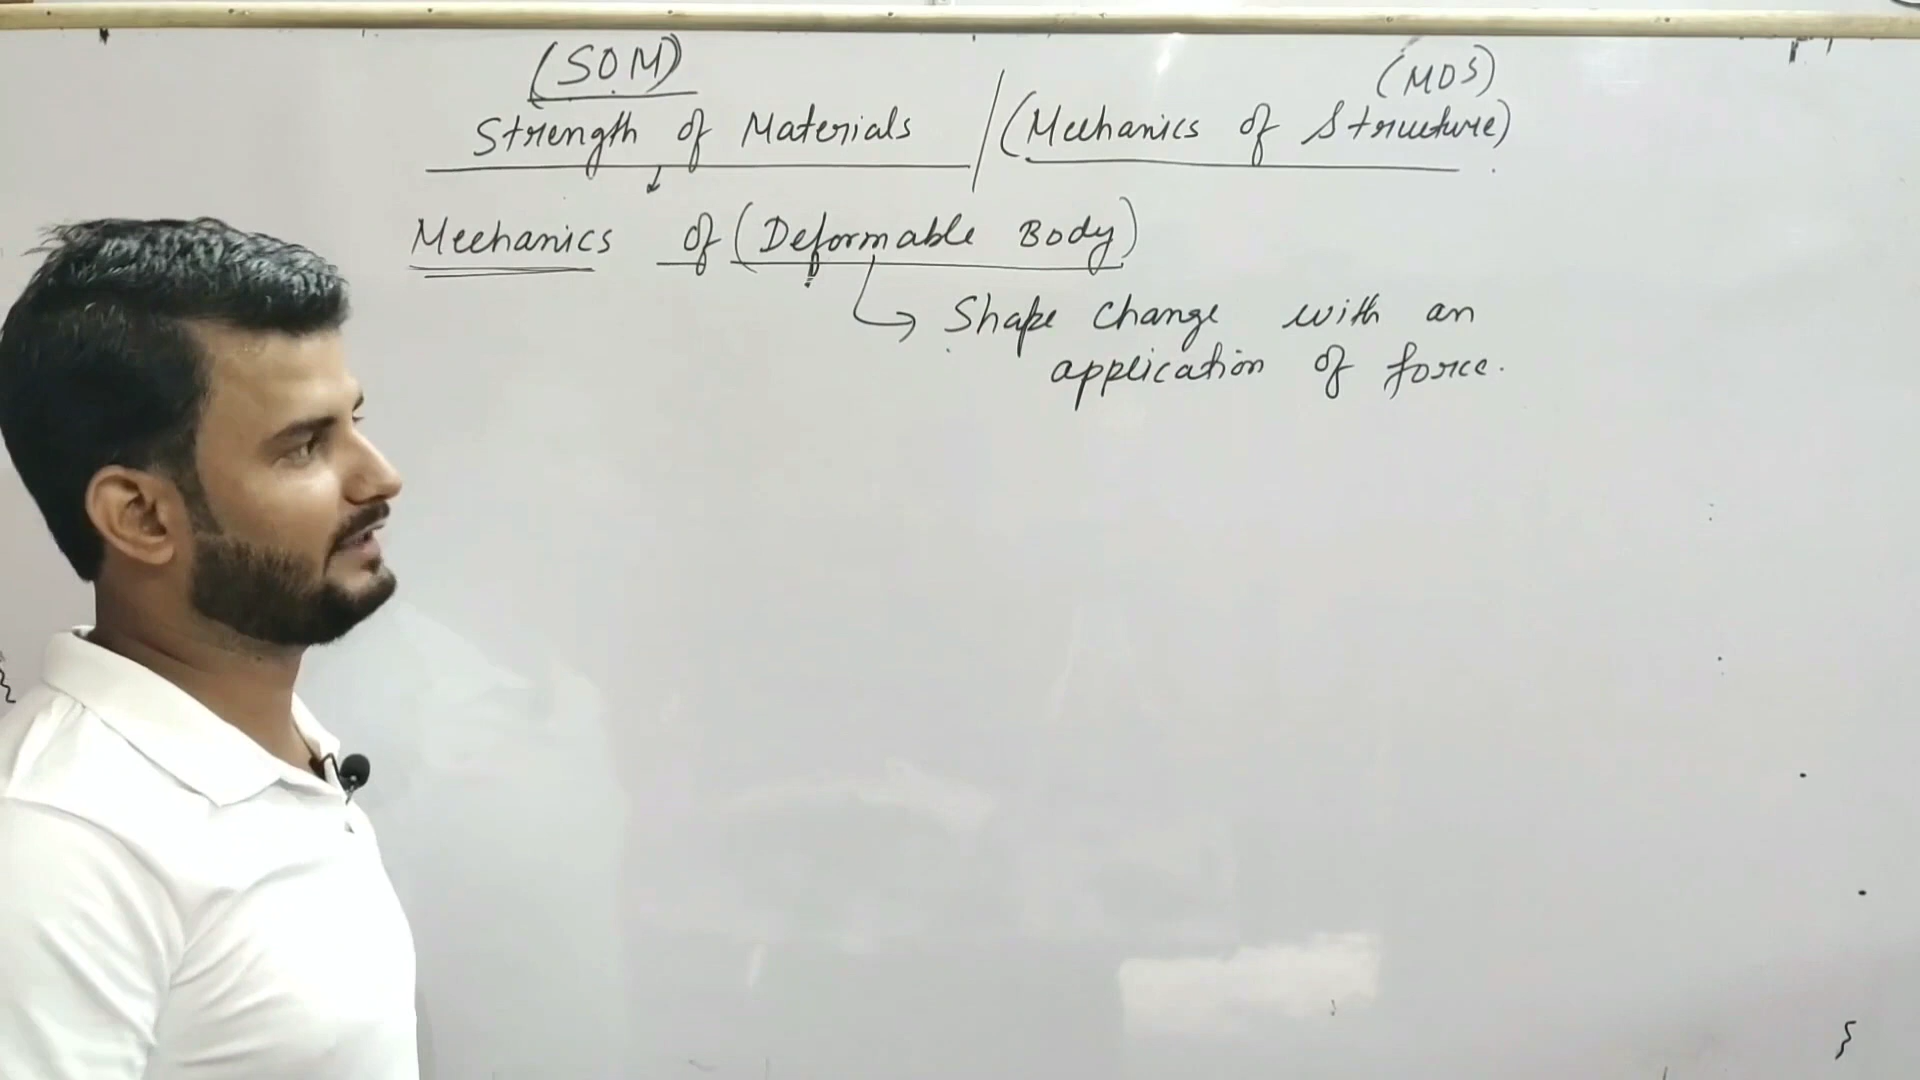 (SOM) (MOS)
Strength of Materials / (Mechanics of Structure)
Mechanics of (Deformable Body)
Shape change with an
application of force.